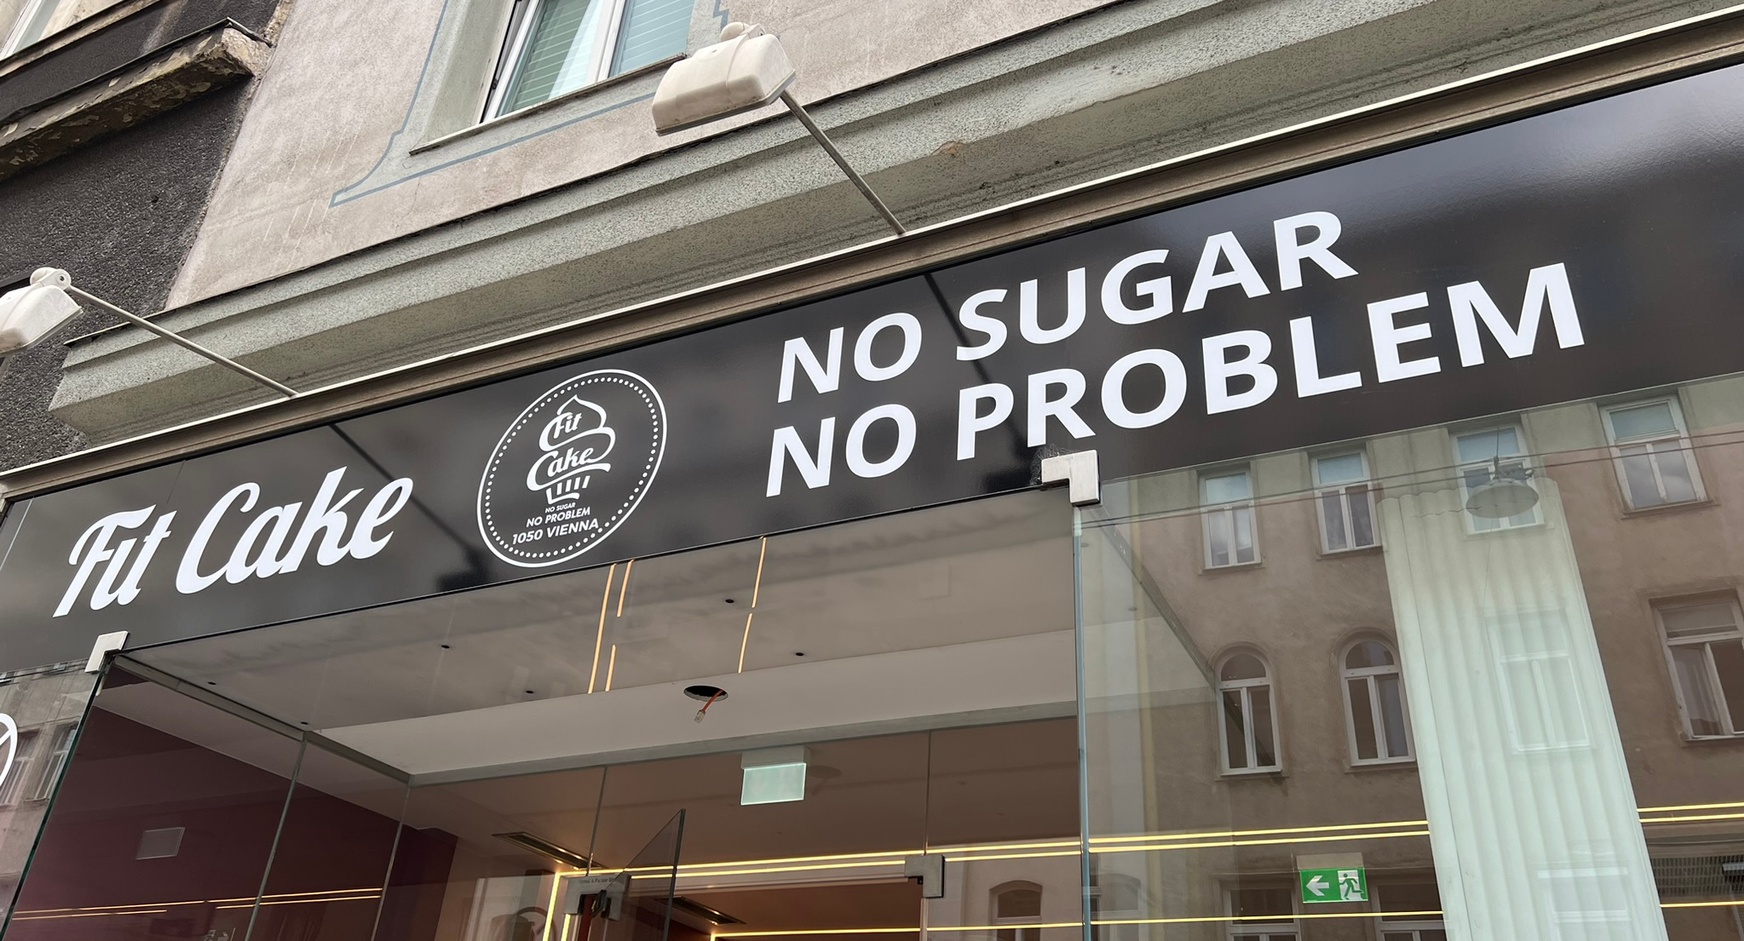 Fit Cake
Fit
Cake
NO SUGAR
NO PROBLEM
1050 VIENNA
NO SUGAR
NO PROBLEM